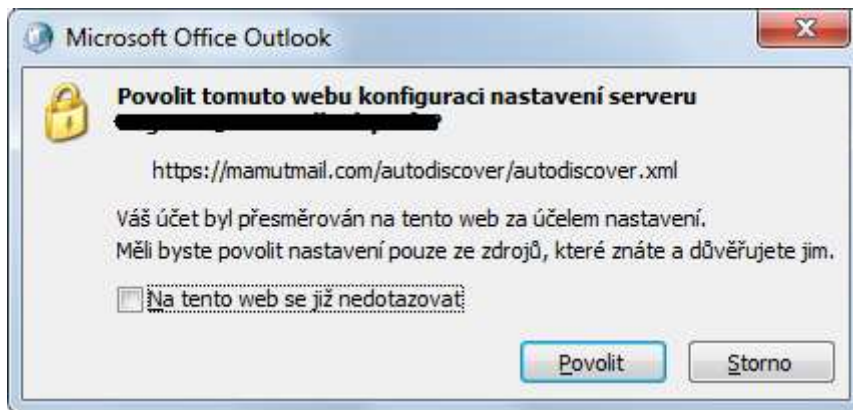 Microsoft Office Outlook
Povolit tomuto webu konfiguraci nastavení serveru
https://mamutmail.com/autodiscover/autodiscover.xml
Váš účet byl přesměrován na tento web za účelem nastavení.
Měli byste povolit nastavení pouze ze zdrojů, které znáte a důvěřujete jim.
Na tento web se již nedotazovat
Povolit
Storno